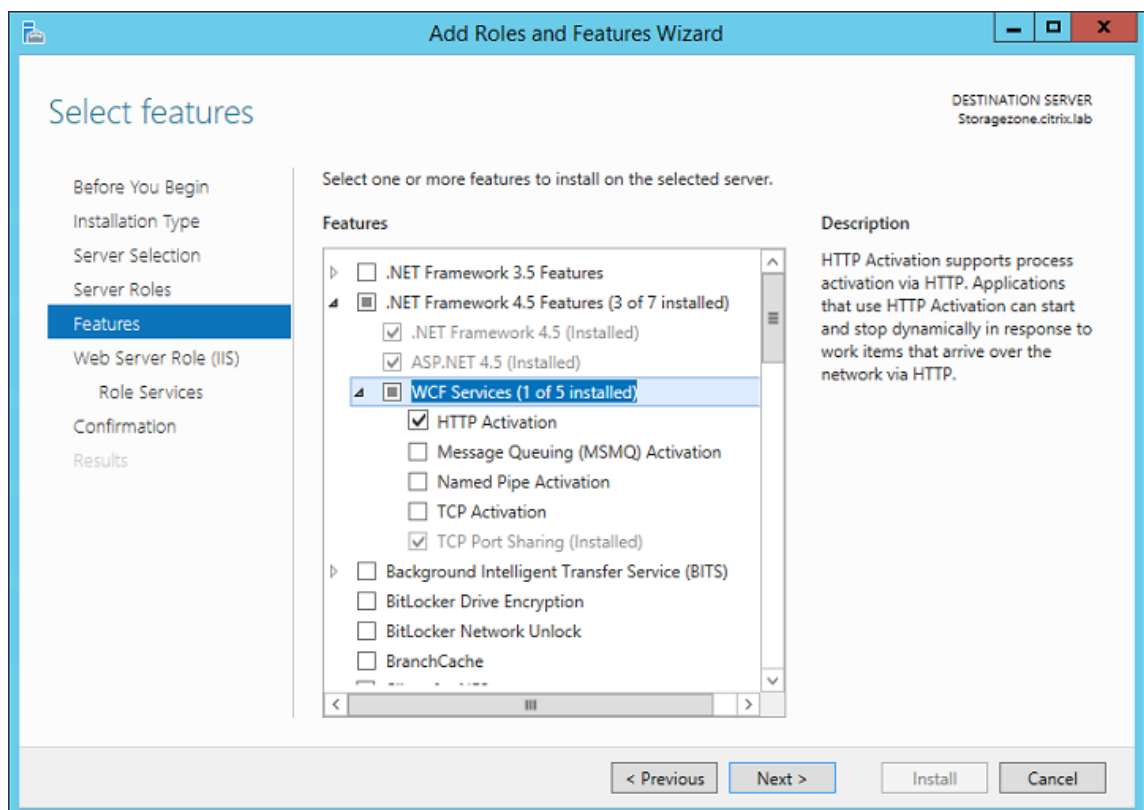 Add Roles and Features Wizard
Select features
DESTINATION SERVER
Storagezone.citrix.lab
Before You Begin
Installation Type
Server Selection
Server Roles
Features
Web Server Role (IIS)
Role Services
Confirmation
Results
Select one or more features to install on the selected server.
Features
.NET Framework 3.5 Features
.NET Framework 4.5 Features (3 of 7 installed)
.NET Framework 4.5 (Installed)
ASP.NET 4.5 (Installed)
WCF Services (1 of 5 installed)
HTTP Activation
Message Queuing (MSMQ) Activation
Named Pipe Activation
TCP Activation
TCP Port Sharing (Installed)
Background Intelligent Transfer Service (BITS)
BitLocker Drive Encryption
BitLocker Network Unlock
BranchCache
Description
HTTP Activation supports process
activation via HTTP. Applications
that use HTTP Activation can start
and stop dynamically in response to
work items that arrive over the
network via HTTP.
< Previous
Next >
Install
Cancel